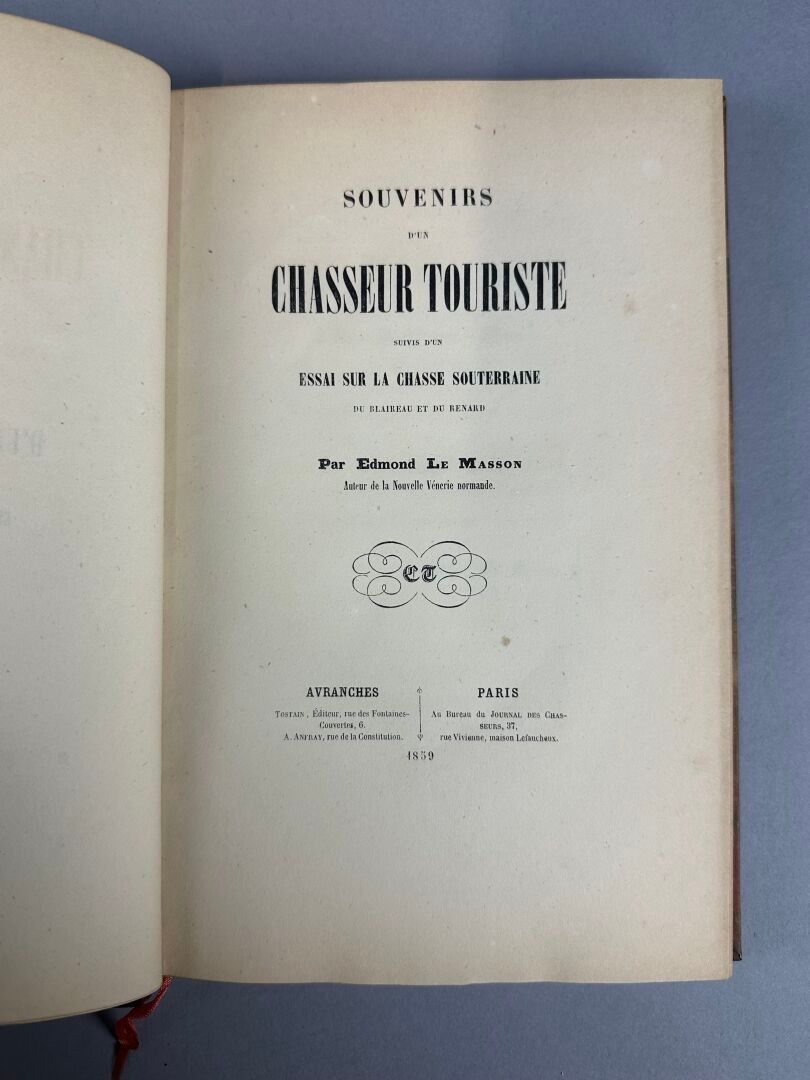 SOUVENIRS
D'UN
CHASSEUR TOURISTE
SUIVIS D'UN
ESSAI SUR LA CHASSE SOUTERRAINE
DU BLAIREAU ET DU RENARD
Par Edmond LE MASSON
Auteur de la Nouvelle Vénerie normande.
CT
AVRANCHES
TOSTAIN, Éditeur, rue des Fontaines-
Couvertes, 6.
A. ANFRAY, rue de la Constitution.
PARIS
Au Bureau du JOURNAL DES CHAS-
SEURS, 37,
rue Vivienne, maison Lefaucheux.
1859